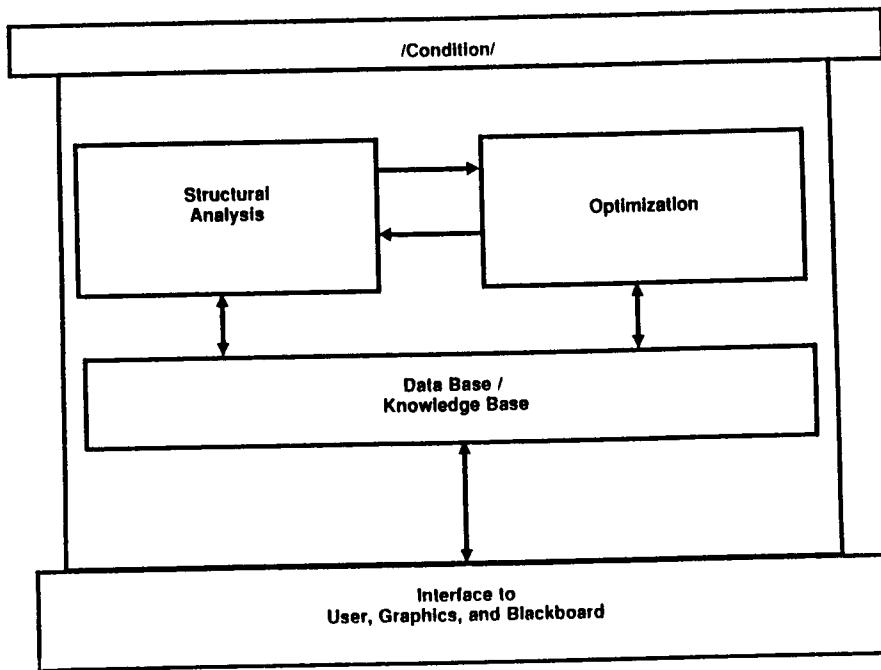 /Condition/
Structural
Analysis
Optimization
Data Base /
Knowledge Base
Interface to
User, Graphics, and Blackboard